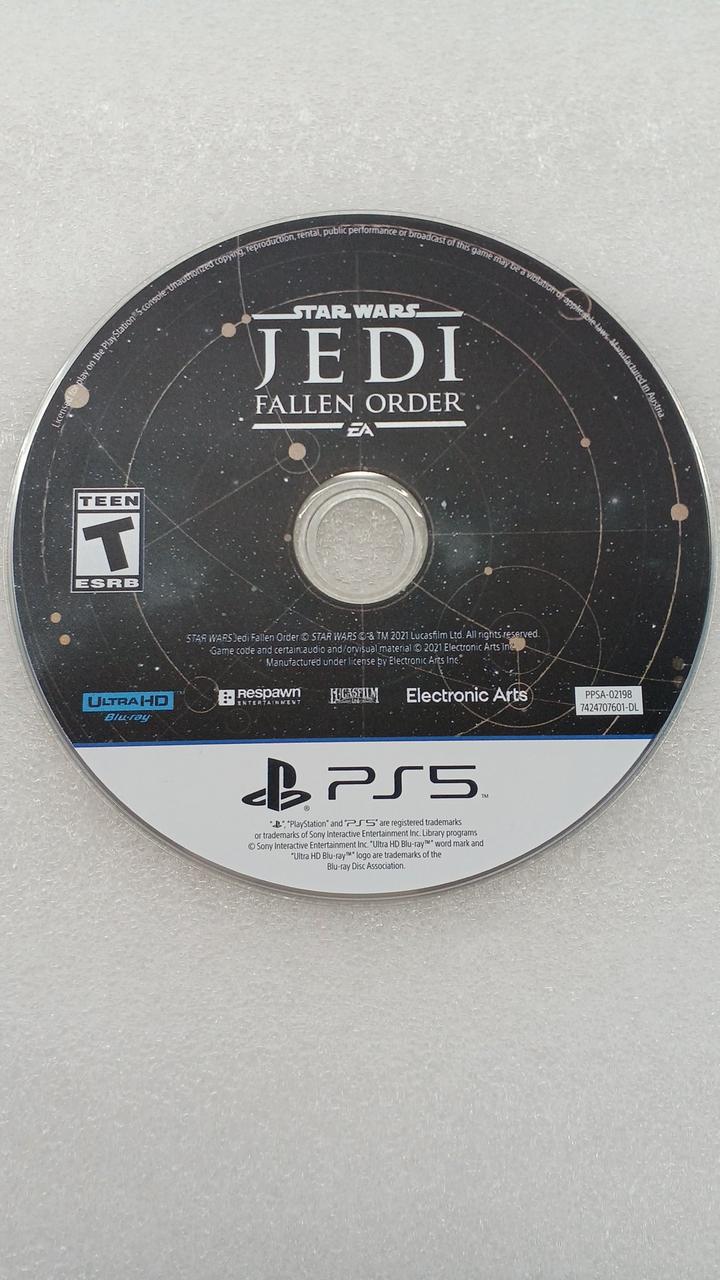 Licensed for play on the PlayStation®5 console. Unauthorized copying, reproduction, rental, public performance or broadcast of this game may be a violation of applicable laws. Manufactured in Austria.
STAR WARS
JEDI
FALLEN ORDER
EA
TEEN
T
ESRB
STAR WARS Jedi Fallen Order © STAR WARS © & TM 2021 Lucasfilm Ltd. All rights reserved.
Game code and certain audio and/or visual material © 2021 Electronic Arts Inc.
Manufactured under license by Electronic Arts Inc.
ULTRA HD
Blu-ray
Respawn
ENTERTAINMENT
LUCASFILM
Ltd
Electronic Arts
PPSA-02198
7424707601-DL
PS5™
®
"PS", "PlayStation" and "PS5" are registered trademarks
or trademarks of Sony Interactive Entertainment Inc. Library programs
© Sony Interactive Entertainment Inc. "Ultra HD Blu-ray™" word mark and
"Ultra HD Blu-ray™" logo are trademarks of the
Blu-ray Disc Association.